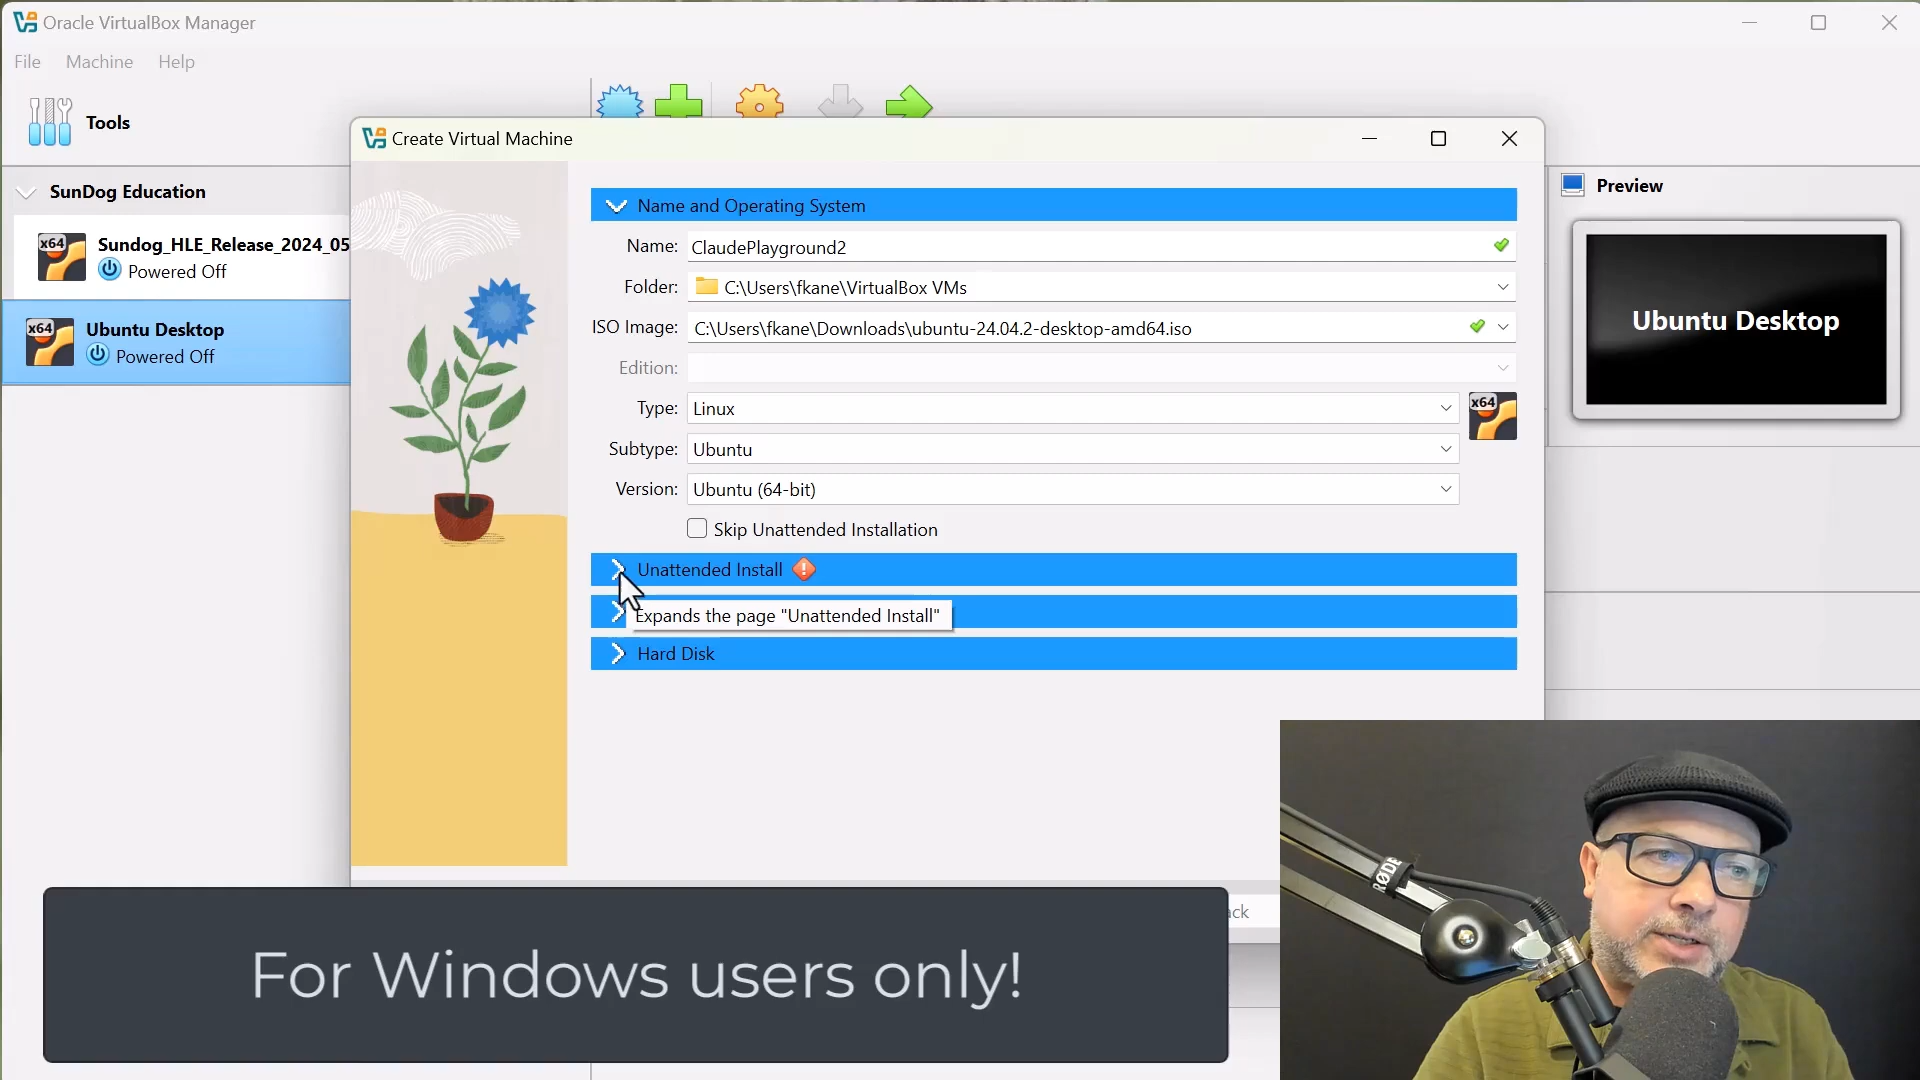 Oracle VirtualBox Manager
File Machine Help
Tools
SunDog Education
x64
Sundog_HLE_Release_2024_05
Powered Off
x64
Ubuntu Desktop
Powered Off
Create Virtual Machine
Name and Operating System
Name: ClaudePlayground2
Folder: C:\Users\fkane\VirtualBox VMs
ISO Image: C:\Users\fkane\Downloads\ubuntu-24.04.2-desktop-amd64.iso
Edition:
Type: Linux
x64
Subtype: Ubuntu
Version: Ubuntu (64-bit)
Skip Unattended Installation
Unattended Install
Expands the page "Unattended Install"
Hard Disk
Preview
Ubuntu Desktop
ack
For Windows users only!
RØDE